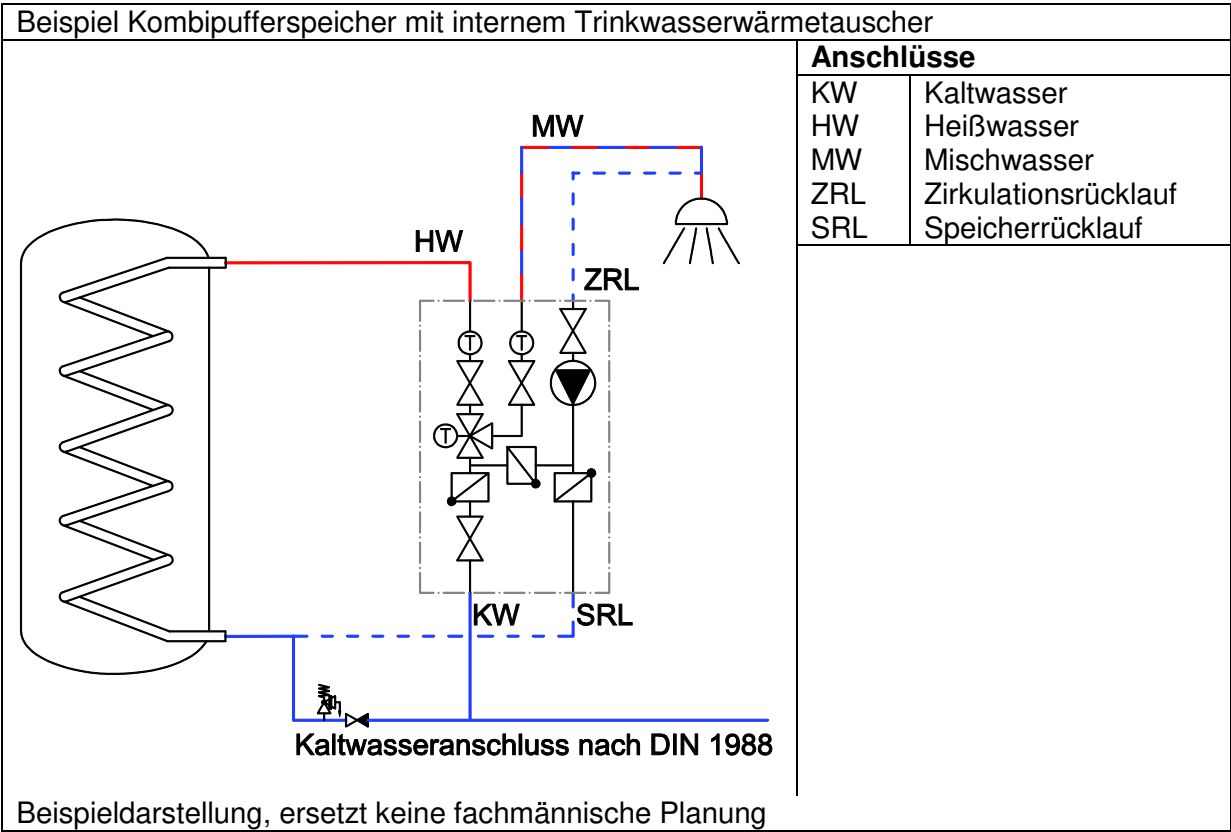 Beispiel Kombipufferspeicher mit internem Trinkwasserwärmetauscher
Anschlüsse
KW Kaltwasser
HW Heißwasser
MW Mischwasser
ZRL Zirkulationsrücklauf
SRL Speicherrücklauf
MW
HW
ZRL
T T
T
KW SRL
Kaltwasseranschluss nach DIN 1988
Beispieldarstellung, ersetzt keine fachmännische Planung